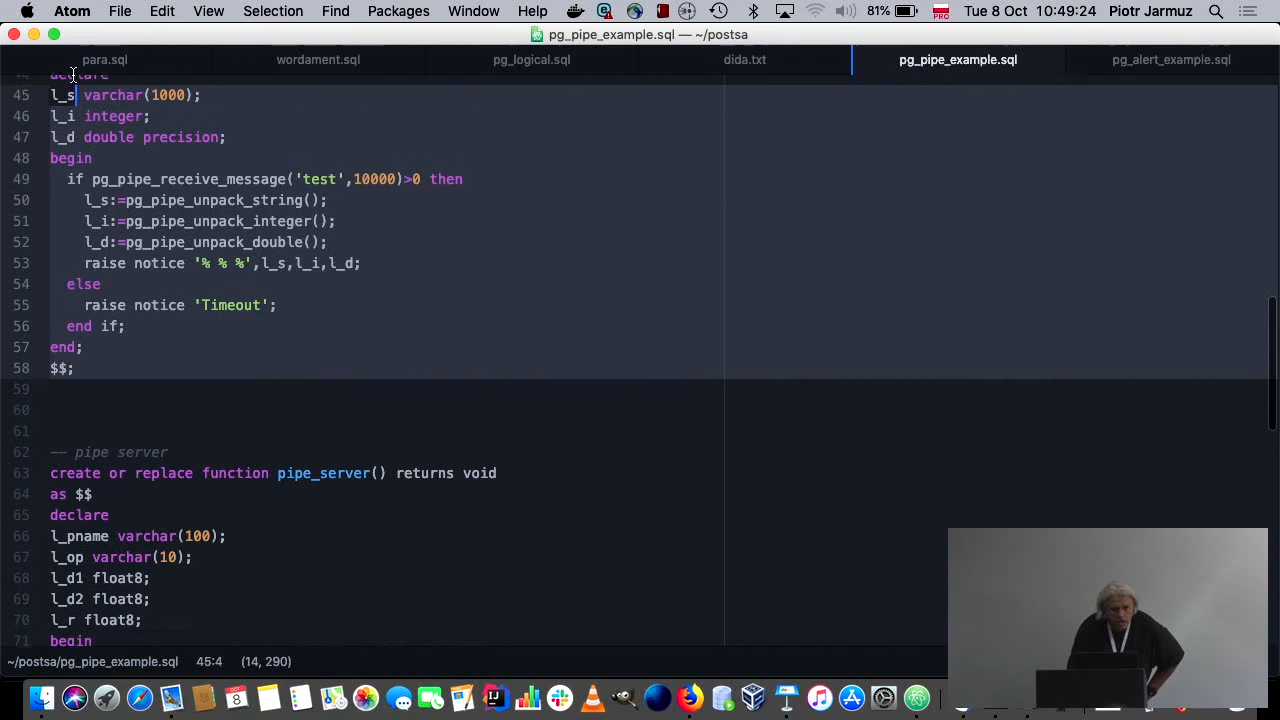 Atom File Edit View Selection Find Packages Window Help 81% PRO Tue 8 Oct 10:49:24 Piotr Jarmuz
pg_pipe_example.sql — ~/postsa
para.sql wordament.sql pg_logical.sql dida.txt pg_pipe_example.sql pg_alert_example.sql
44 declare
45 l_s varchar(1000);
46 l_i integer;
47 l_d double precision;
48 begin
49 if pg_pipe_receive_message('test',10000)>0 then
50 l_s:=pg_pipe_unpack_string();
51 l_i:=pg_pipe_unpack_integer();
52 l_d:=pg_pipe_unpack_double();
53 raise notice '% % %',l_s,l_i,l_d;
54 else
55 raise notice 'Timeout';
56 end if;
57 end;
58 $$;
59
60
61
62 -- pipe server
63 create or replace function pipe_server() returns void
64 as $$
65 declare
66 l_pname varchar(100);
67 l_op varchar(10);
68 l_d1 float8;
69 l_d2 float8;
70 l_r float8;
71 begin
~/postsa/pg_pipe_example.sql 45:4 (14, 290)
8